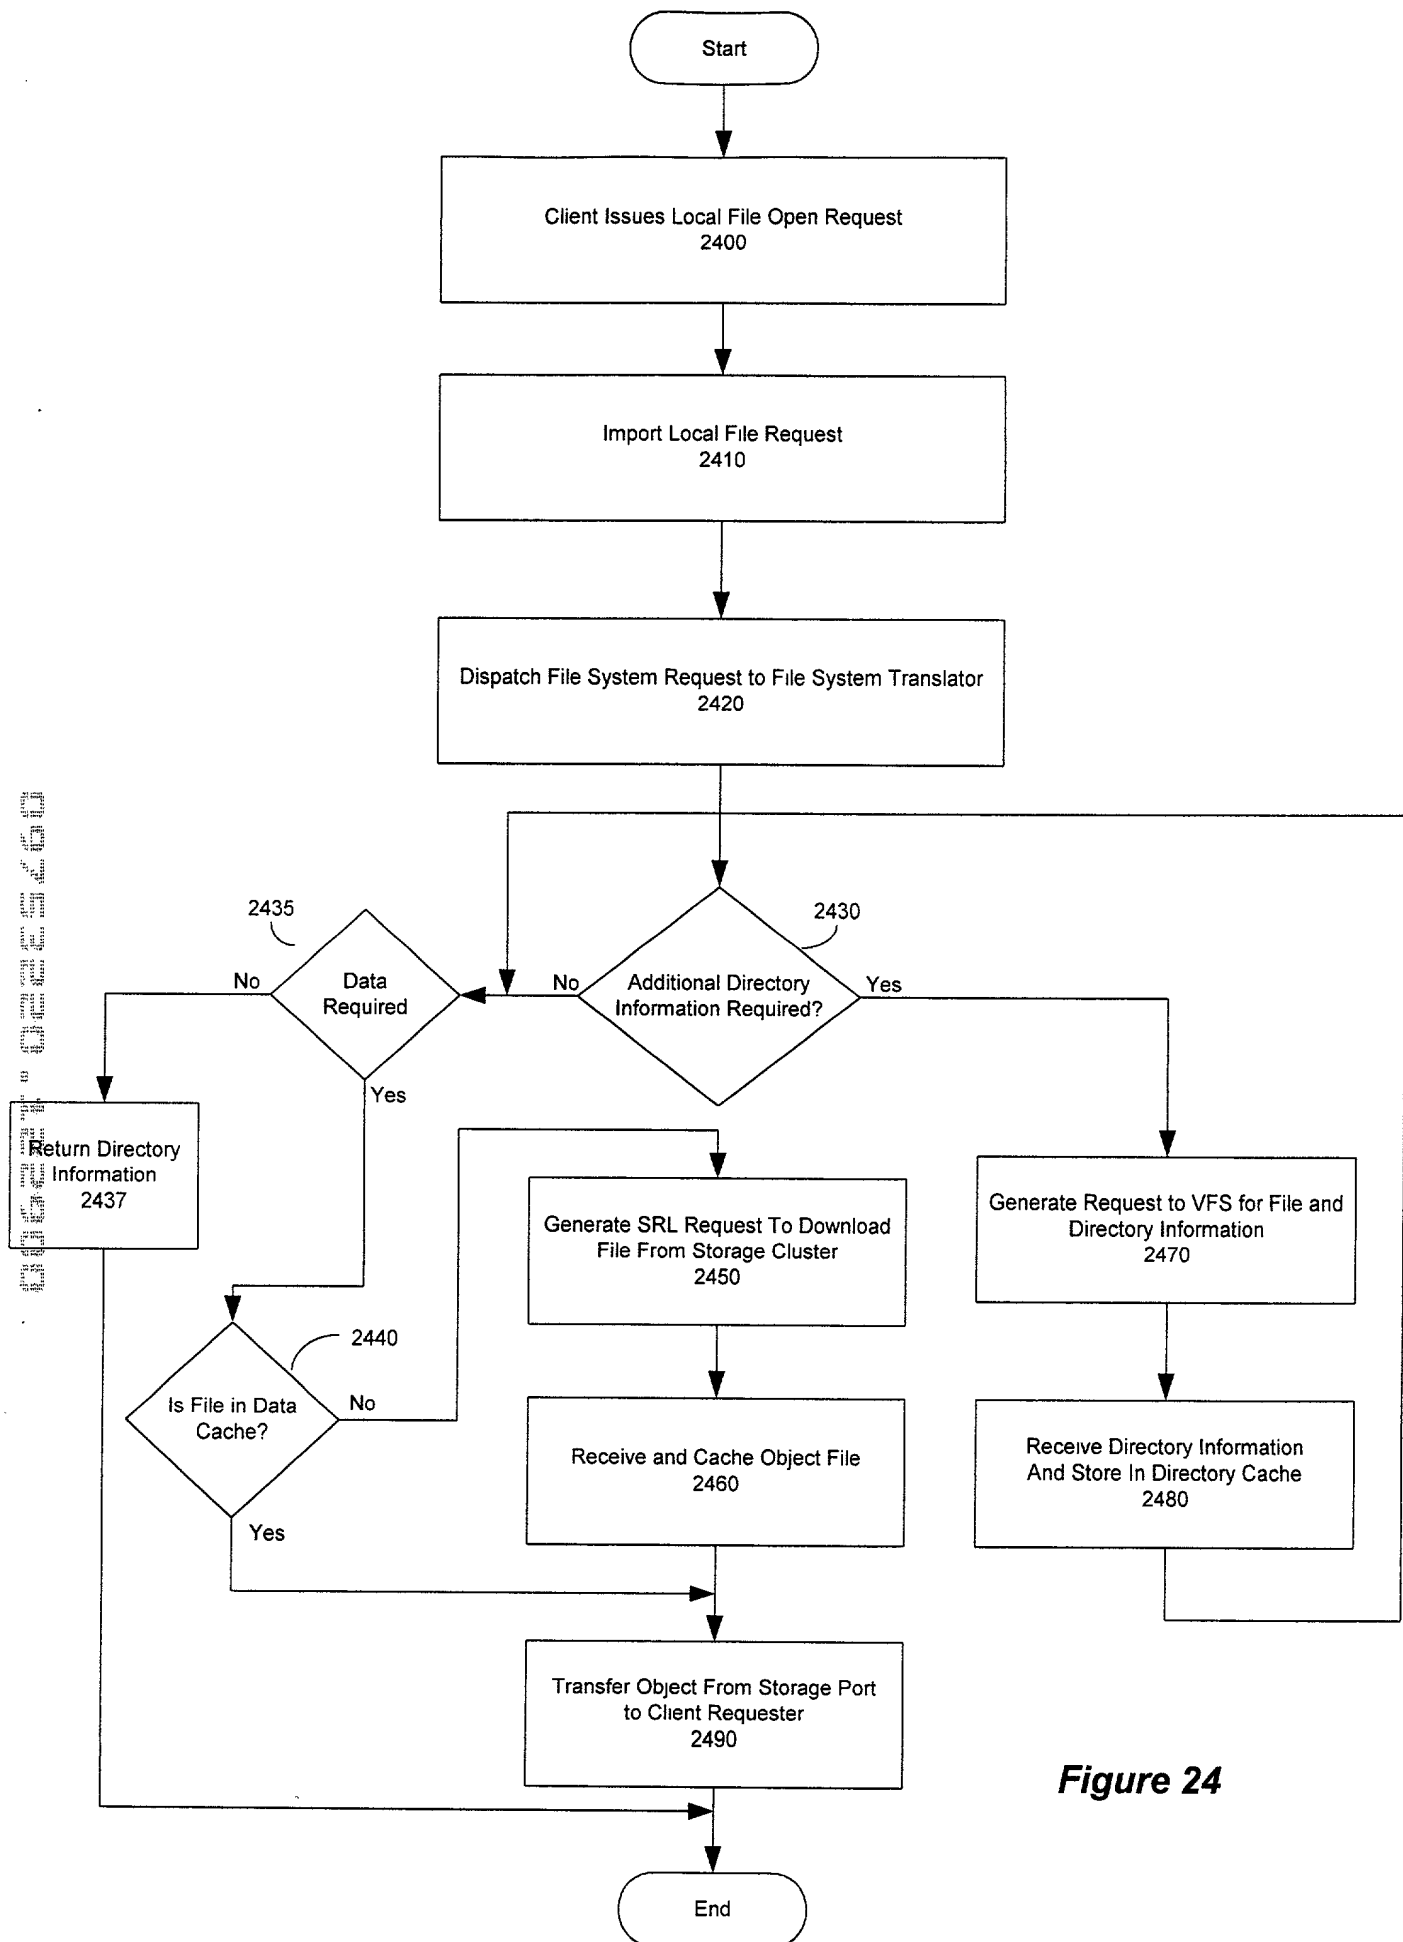 Start
Client Issues Local File Open Request
2400
Import Local File Request
2410
Dispatch File System Request to File System Translator
2420
2435
2430
No
Data
Required
No
Additional Directory
Information Required?
Yes
Yes
Return Directory
Information
2437
Generate SRL Request To Download
File From Storage Cluster
2450
Generate Request to VFS for File and
Directory Information
2470
2440
Is File in Data
Cache?
No
Receive and Cache Object File
2460
Receive Directory Information
And Store In Directory Cache
2480
Yes
Transfer Object From Storage Port
to Client Requester
2490
Figure 24
End